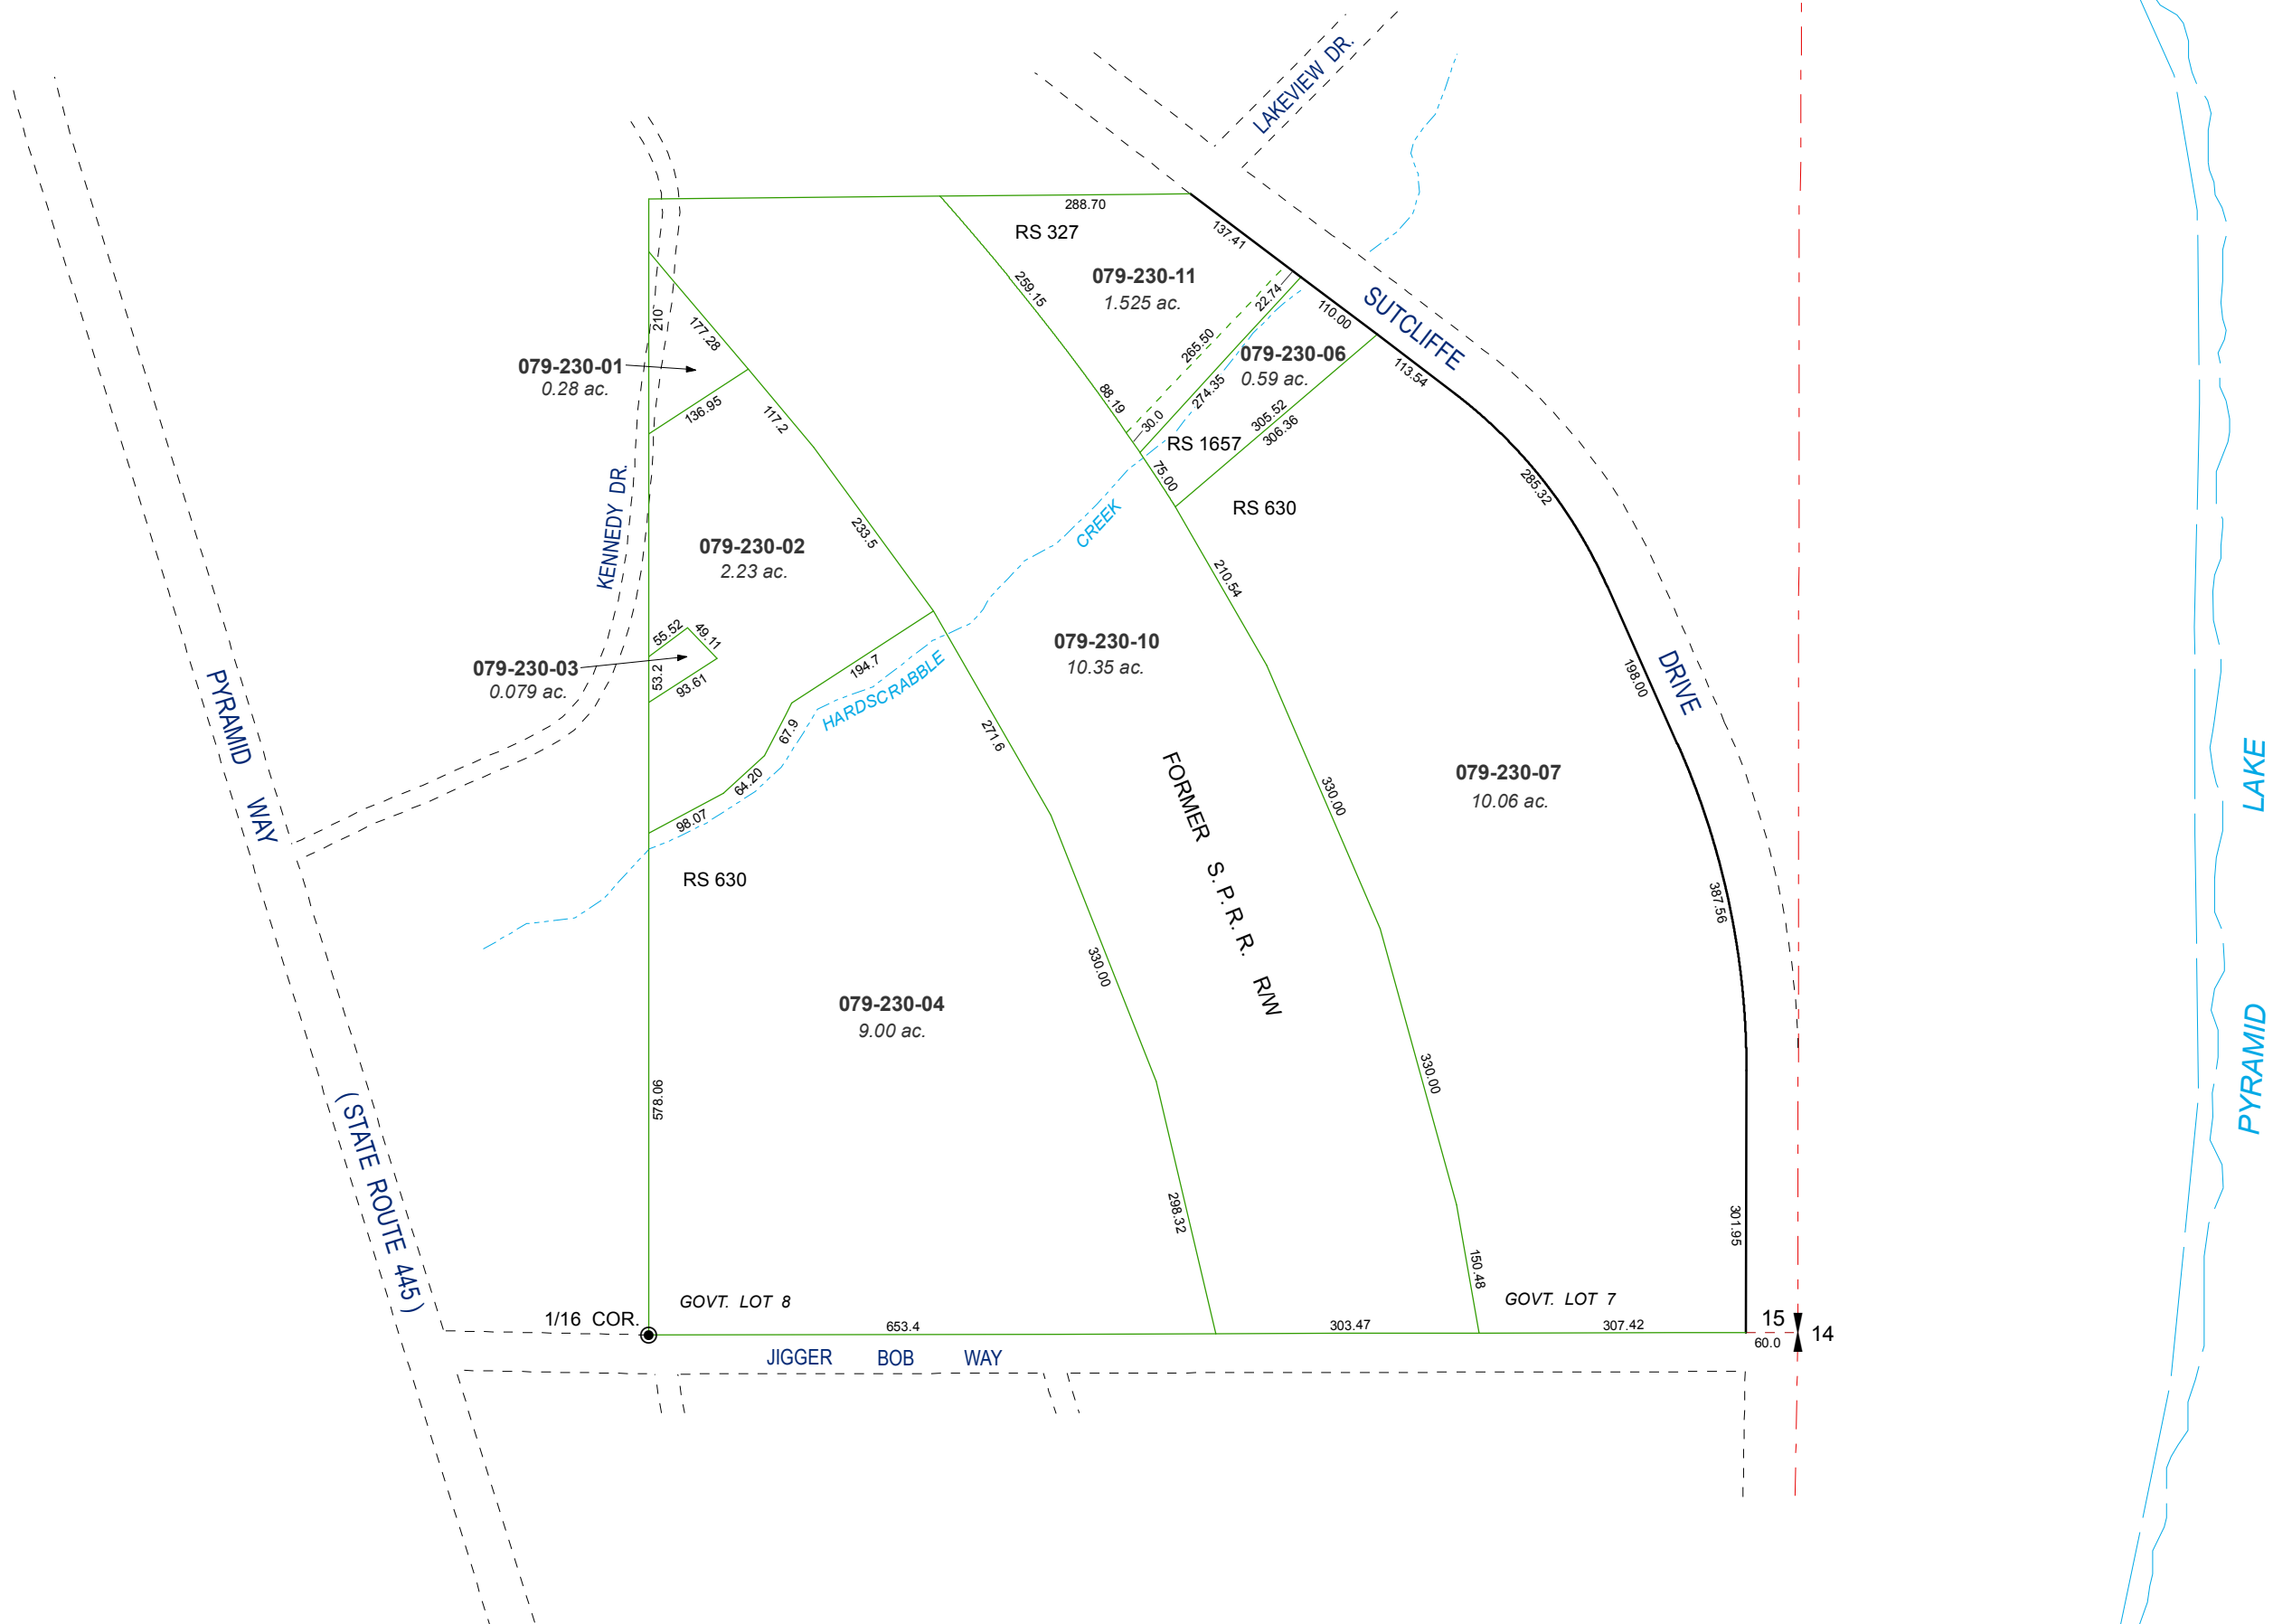 LAKEVIEW DR.
288.70
RS 327
137.41
079-230-11
1.525 ac.
259.15
22.74
110.00
SUTCLIFFE
210
177.28
265.50
079-230-06
0.59 ac.
113.54
079-230-01
0.28 ac.
136.95
117.2
88.19
30.0
274.35
305.52
306.36
RS 1657
75.00
285.32
KENNEDY DR.
RS 630
233.5
CREEK
079-230-02
2.23 ac.
210.54
55.52
49.11
079-230-03
0.079 ac.
53.2
93.61
194.7
HARDSCRABBLE
079-230-10
10.35 ac.
198.00
DRIVE
PYRAMID WAY
67.9
271.6
64.20
98.07
FORMER S.P.R.R. R/W
330.00
079-230-07
10.06 ac.
LAKE
RS 630
387.56
330.00
079-230-04
9.00 ac.
PYRAMID
578.06
330.00
(STATE ROUTE 445)
298.32
301.95
150.48
GOVT. LOT 8
GOVT. LOT 7
1/16 COR.
653.4
303.47
307.42
15
14
60.0
JIGGER BOB WAY